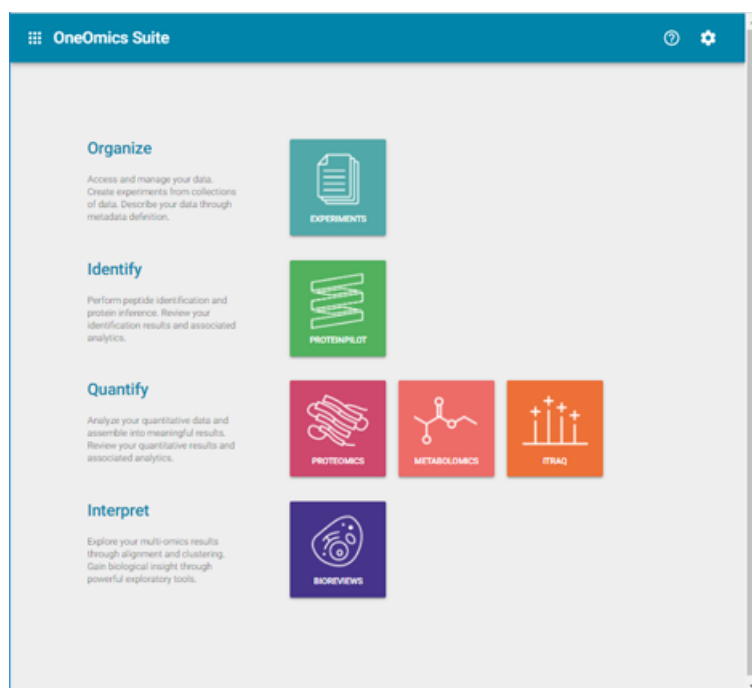 OneOmics Suite
Organize
Access and manage your data.
Create experiments from collections
of data. Describe your data through
metadata definition.
EXPERIMENTS
Identify
Perform peptide identification and
protein inference. Review your
identification results and associated
analytics.
PROTEINPILOT
Quantify
Analyze your quantitative data and
assemble into meaningful results.
Review your quantitative results and
associated analytics.
PROTEOMICS
METABOLOMICS
ITRAQ
Interpret
Explore your multi-omics results
through alignment and clustering.
Gain biological insight through
powerful exploratory tools.
BIOREVIEWS